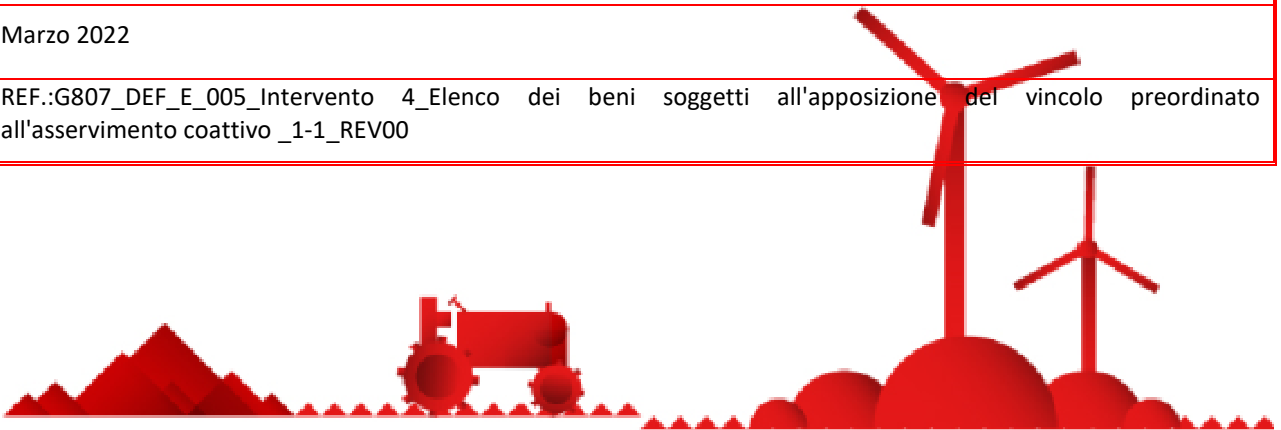 Marzo 2022
REF.:G807_DEF_E_005_Intervento 4_Elenco dei beni soggetti all'apposizione del vincolo preordinato
all'asservimento coattivo _1-1_REV00